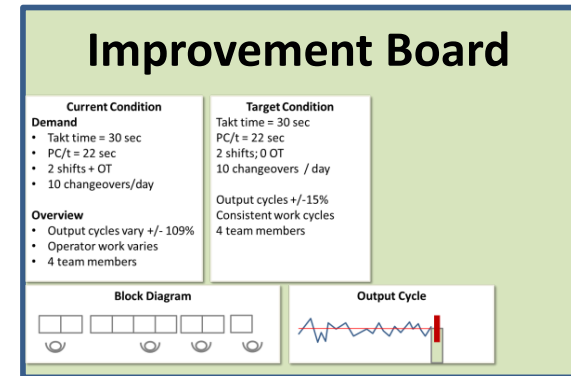 Improvement Board
Current Condition
Demand
• Takt time = 30 sec
• PC/t = 22 sec
• 2 shifts + OT
• 10 changeovers/day
Overview
• Output cycles vary +/- 109%
• Operator work varies
• 4 team members
Target Condition
Takt time = 30 sec
PC/t = 22 sec
2 shifts; 0 OT
10 changeovers / day
Output cycles +/-15%
Consistent work cycles
4 team members
Block Diagram
Output Cycle